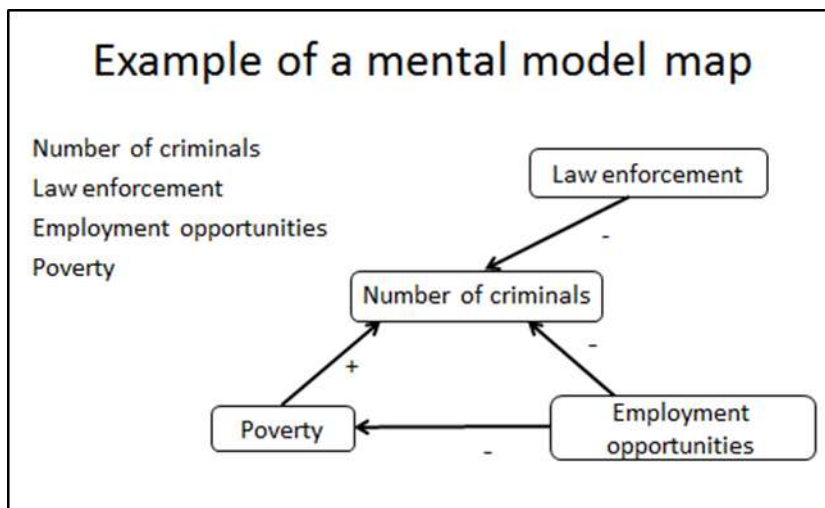 Example of a mental model map
Number of criminals
Law enforcement
Employment opportunities
Poverty
Law enforcement
-
Number of criminals
-
+
Poverty
Employment
opportunities
-